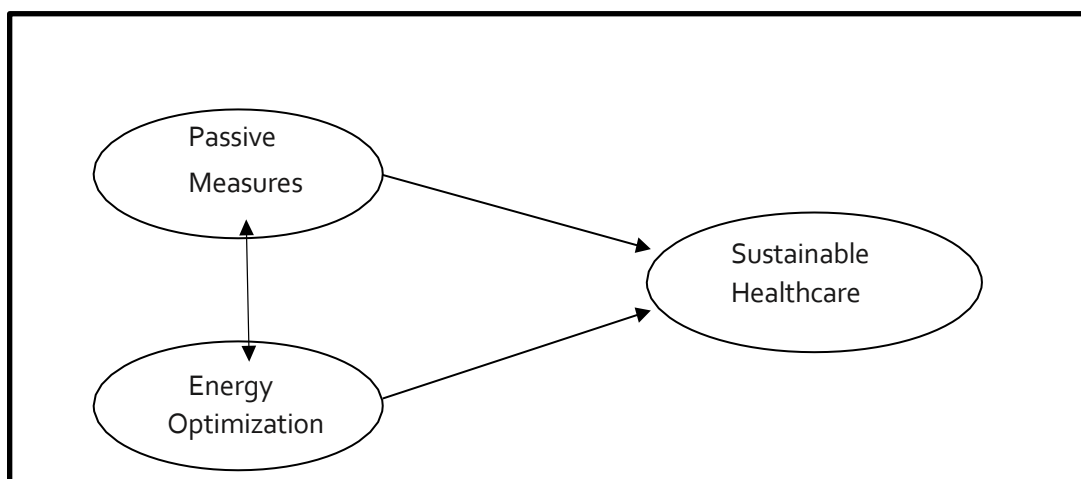 Passive
Measures
Sustainable
Healthcare
Energy
Optimization